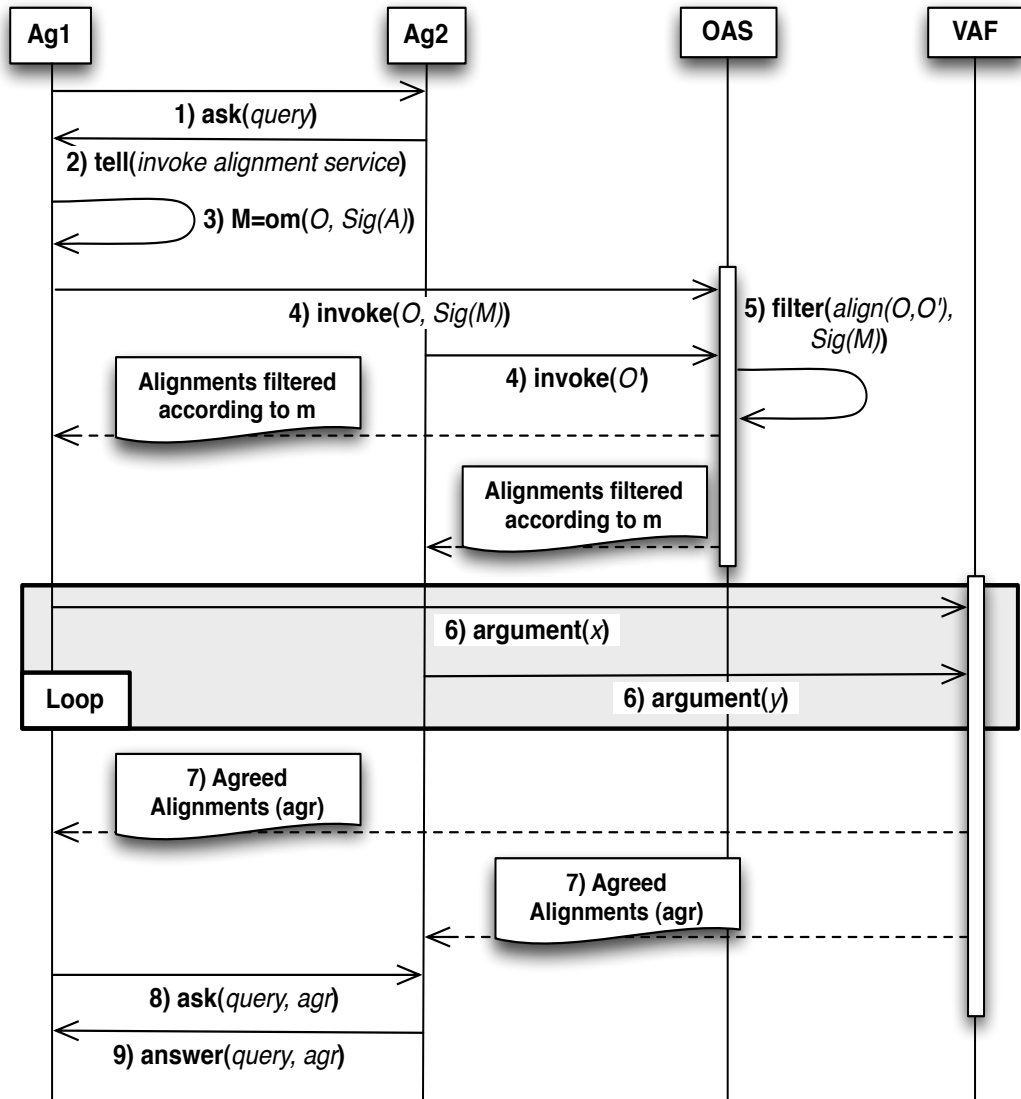 Ag1
Ag2
OAS
VAF
1) ask(query)
2) tell(invoke alignment service)
3) M=om(O, Sig(A))
4) invoke(O, Sig(M))
5) filter(align(O,O'),
Sig(M))
4) invoke(O')
Alignments filtered
according to m
Alignments filtered
according to m
6) argument(x)
6) argument(y)
Loop
7) Agreed
Alignments (agr)
7) Agreed
Alignments (agr)
8) ask(query, agr)
9) answer(query, agr)